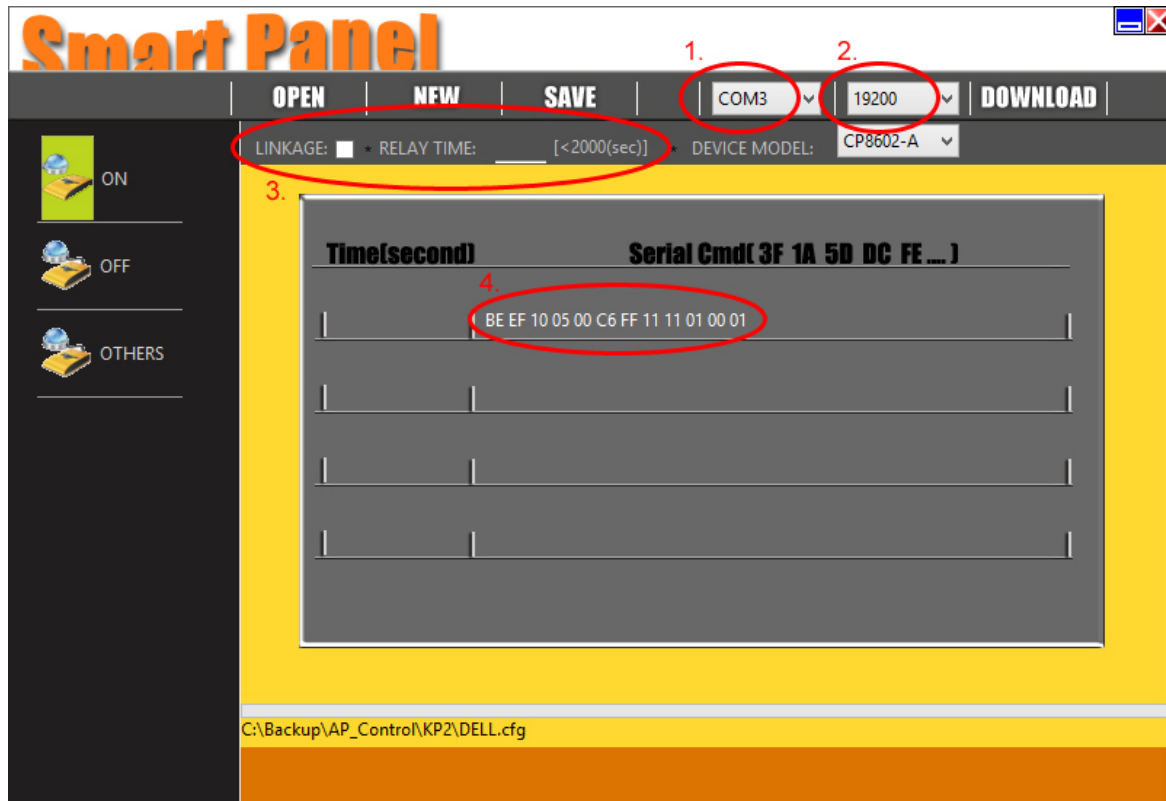 Smart Panel
1. 2.
OPEN NEW SAVE COM3 19200 DOWNLOAD
LINKAGE: * RELAY TIME: [<2000(sec)] * DEVICE MODEL: CP8602-A
ON
3.
Time(second) Serial Cmd( 3F 1A 5D DC FE .... )
OFF
4.
BE EF 10 05 00 C6 FF 11 11 01 00 01
OTHERS
C:\Backup\AP_Control\KP2\DELL.cfg